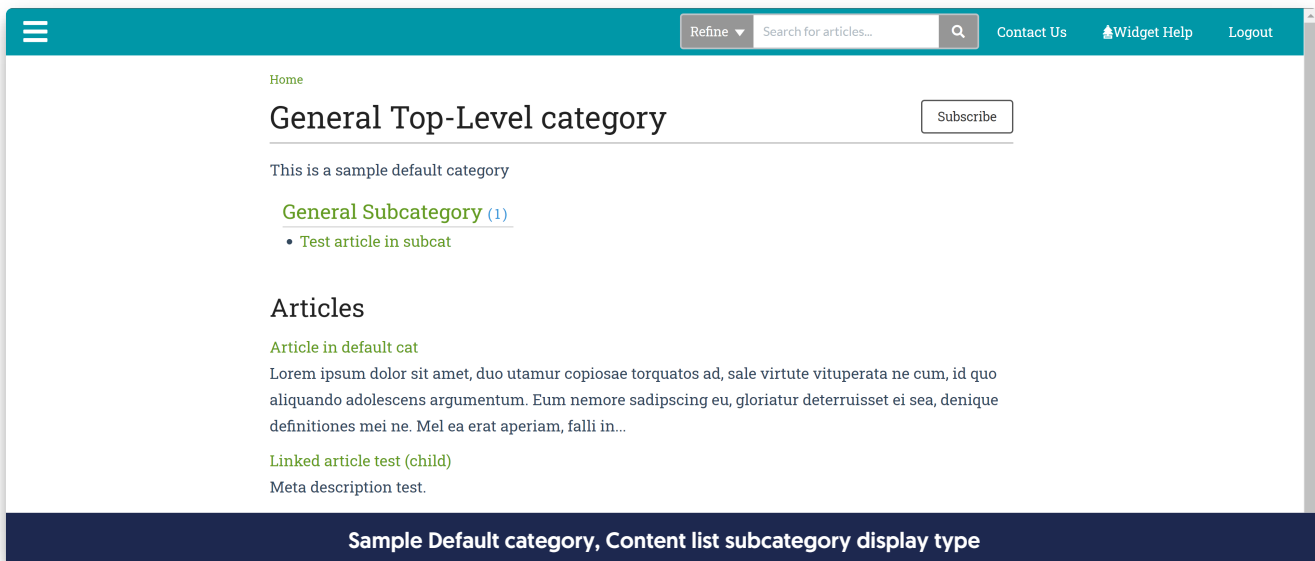 Refine ▼ Search for articles... Contact Us Widget Help Logout
Home
General Top-Level category Subscribe
This is a sample default category
General Subcategory (1)
• Test article in subcat
Articles
Article in default cat
Lorem ipsum dolor sit amet, duo utamur copiosae torquatos ad, sale virtute vituperata ne cum, id quo
aliquando adolescens argumentum. Eum nemore sadipscing eu, gloriatur deterruisset ei sea, denique
definitiones mei ne. Mel ea erat aperiam, falli in...
Linked article test (child)
Meta description test.
Sample Default category, Content list subcategory display type